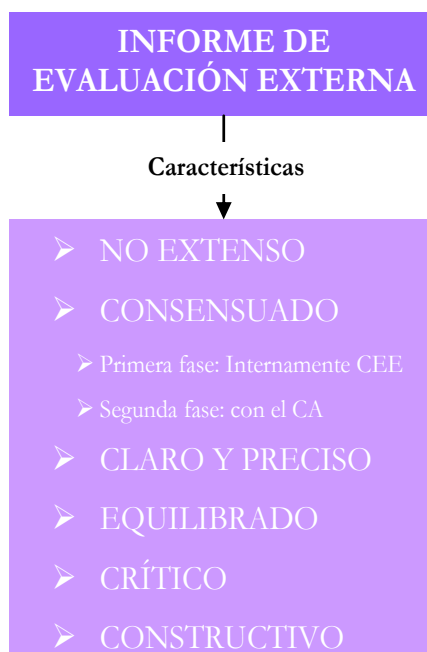 INFORME DE
EVALUACIÓN EXTERNA
Características
➢ NO EXTENSO
➢ CONSENSUADO
➢ Primera fase: Internamente CEE
➢ Segunda fase: con el CA
➢ CLARO Y PRECISO
➢ EQUILIBRADO
➢ CRÍTICO
➢ CONSTRUCTIVO